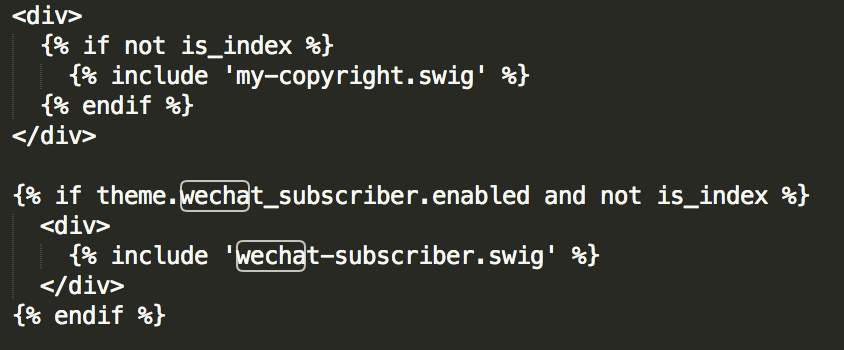 <div>
  {% if not is_index %}
    {% include 'my-copyright.swig' %}
  {% endif %}
</div>

{% if theme.wechat_subscriber.enabled and not is_index %}
  <div>
    {% include 'wechat-subscriber.swig' %}
  </div>
{% endif %}